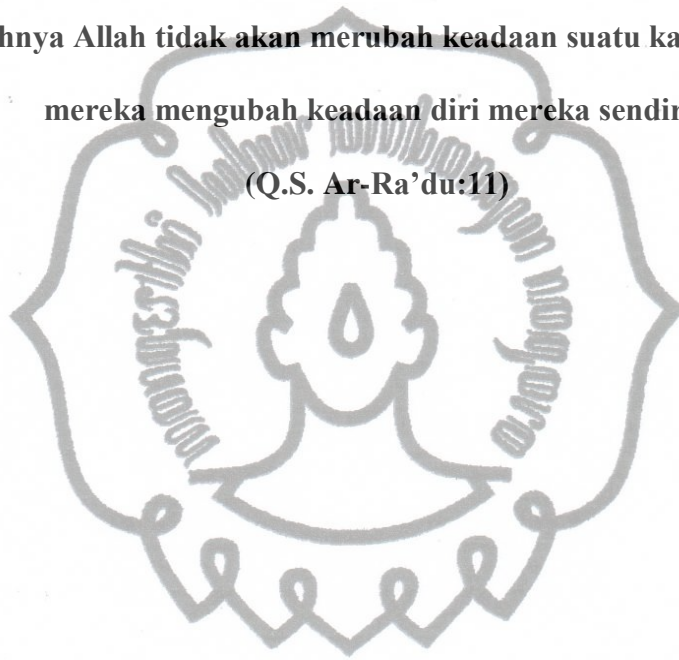 hnya Allah tidak akan merubah keadaan suatu ka
mereka mengubah keadaan diri mereka sendir
(Q.S. Ar-Ra’du:11)